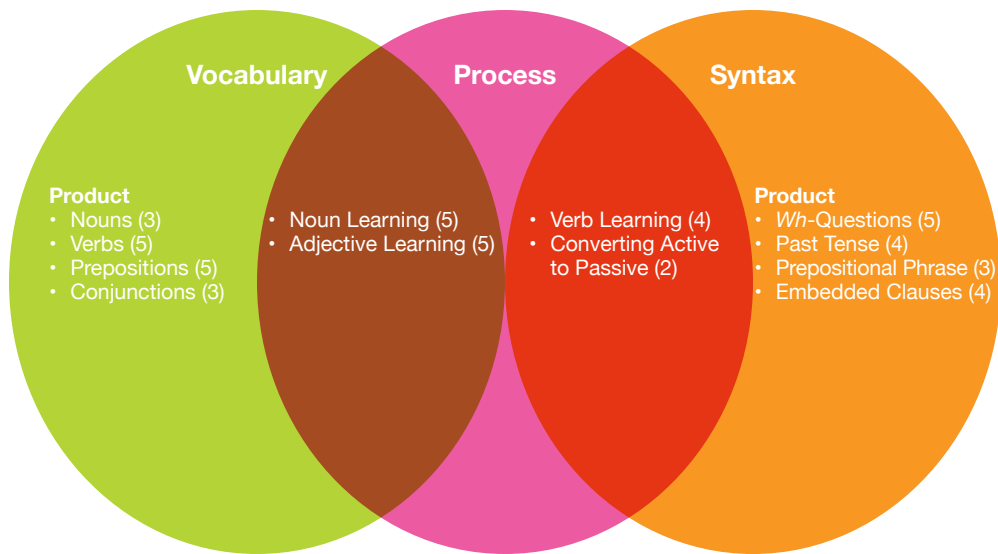 Vocabulary
Process
Syntax
Product
• Nouns (3)
• Verbs (5)
• Prepositions (5)
• Conjunctions (3)
• Noun Learning (5)
• Adjective Learning (5)
• Verb Learning (4)
• Converting Active
to Passive (2)
Product
• Wh-Questions (5)
• Past Tense (4)
• Prepositional Phrase (3)
• Embedded Clauses (4)